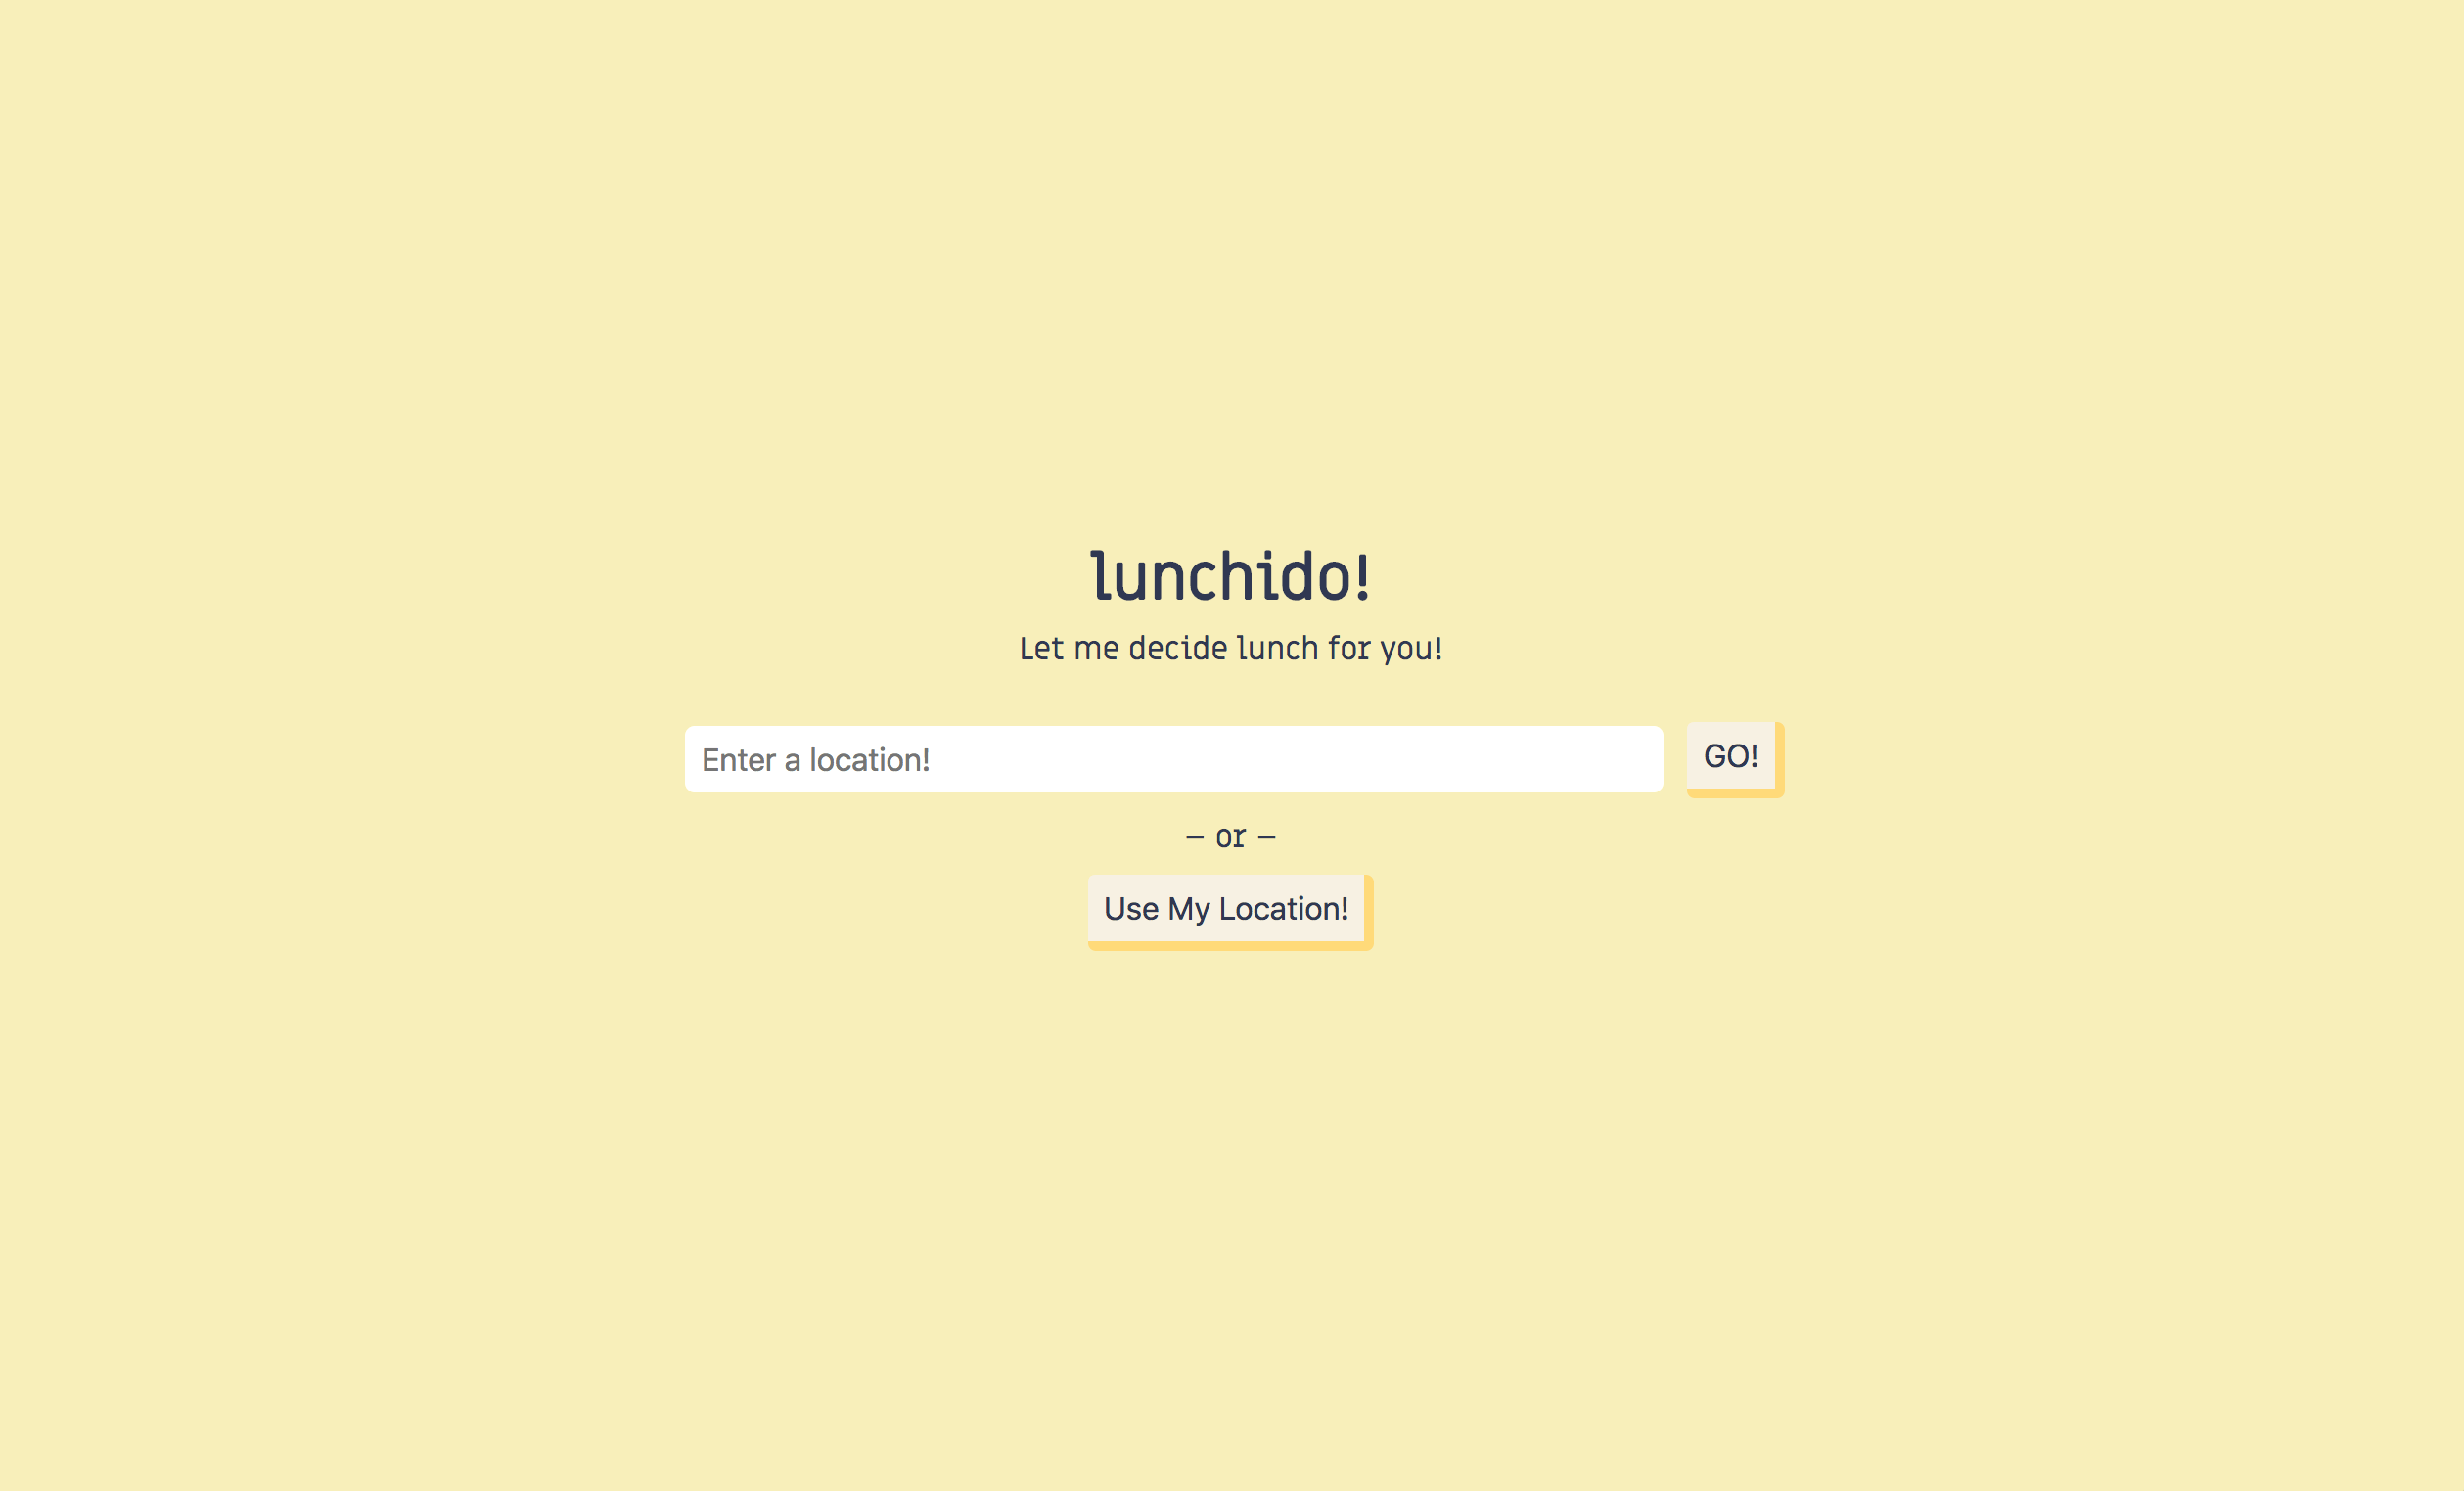 lunchido!
Let me decide lunch for you!
Enter a location! GO!
– or –
Use My Location!